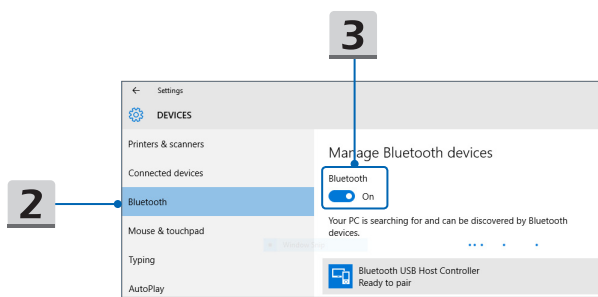 3
← Settings
DEVICES
Printers & scanners
Connected devices
2
Bluetooth
Mouse & touchpad
Typing
AutoPlay
Manage Bluetooth devices
Bluetooth
On
Your PC is searching for and can be discovered by Bluetooth
devices.
Bluetooth USB Host Controller
Ready to pair